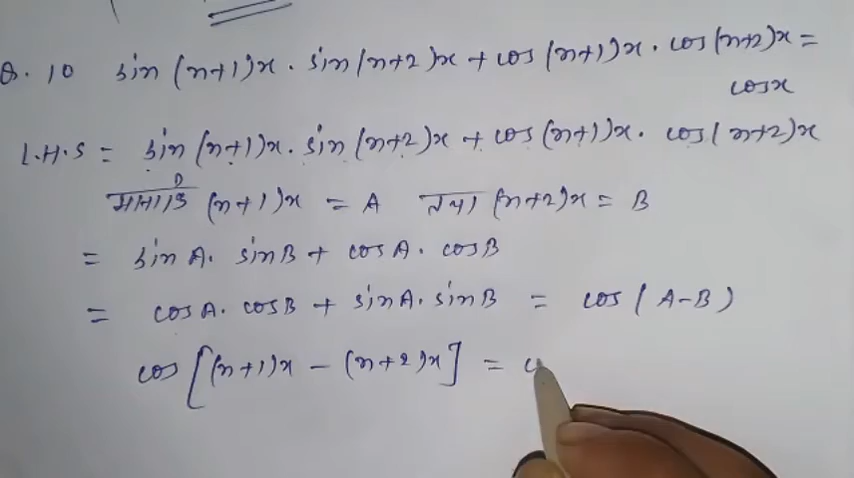 Q. 10 sin (n+1)x . sin (n+2)x + cos (n+1)x . cos (n+2)x =
cosx
L.H.S = sin (n+1)x. sin (n+2)x + cos (n+1)x. cos (n+2)x
(n+1)x = A तथा (n+2)x = B
= sin A. sin B + cos A. cos B
= cos A. cos B + sin A. sin B = cos (A-B)
cos [(n+1)x - (n+2)x] = c